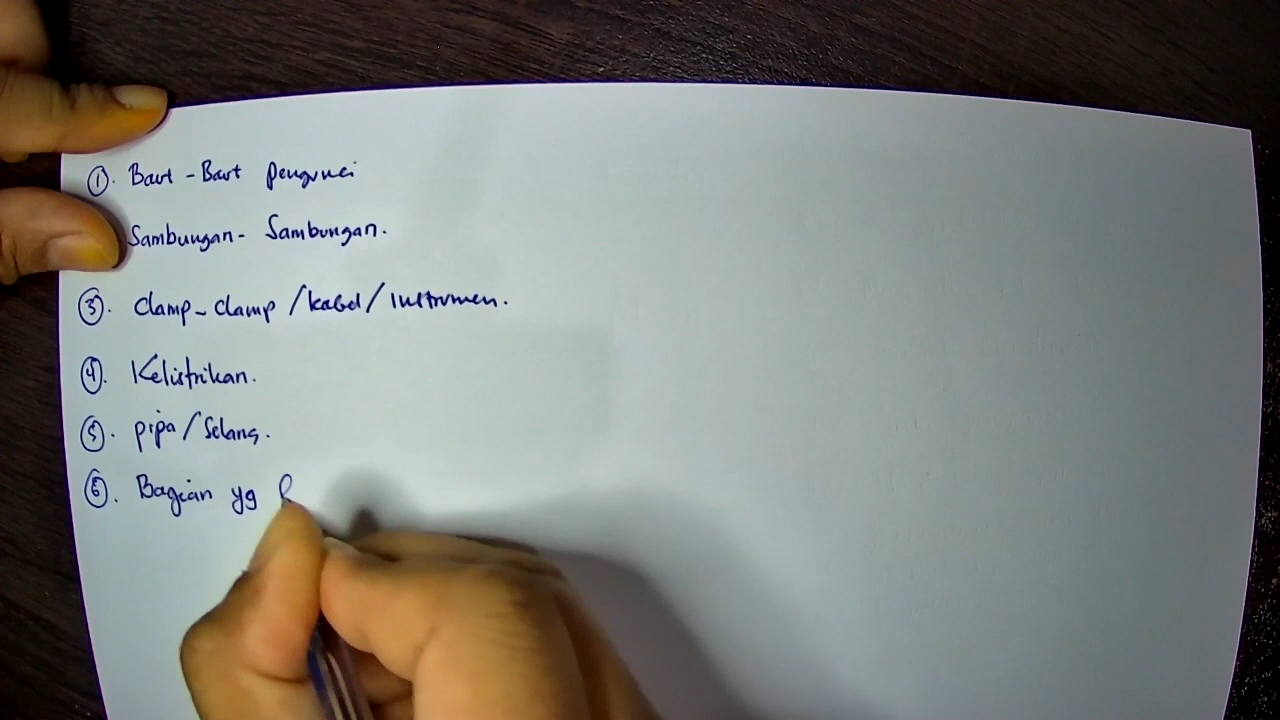 ① Baut - Baut pengunci
Sambungan - Sambungan.
③. Clamp - Clamp / kabel / Instrumen.
④. Kelistrikan.
⑤. pipa / Selang.
⑥. Bagian yg